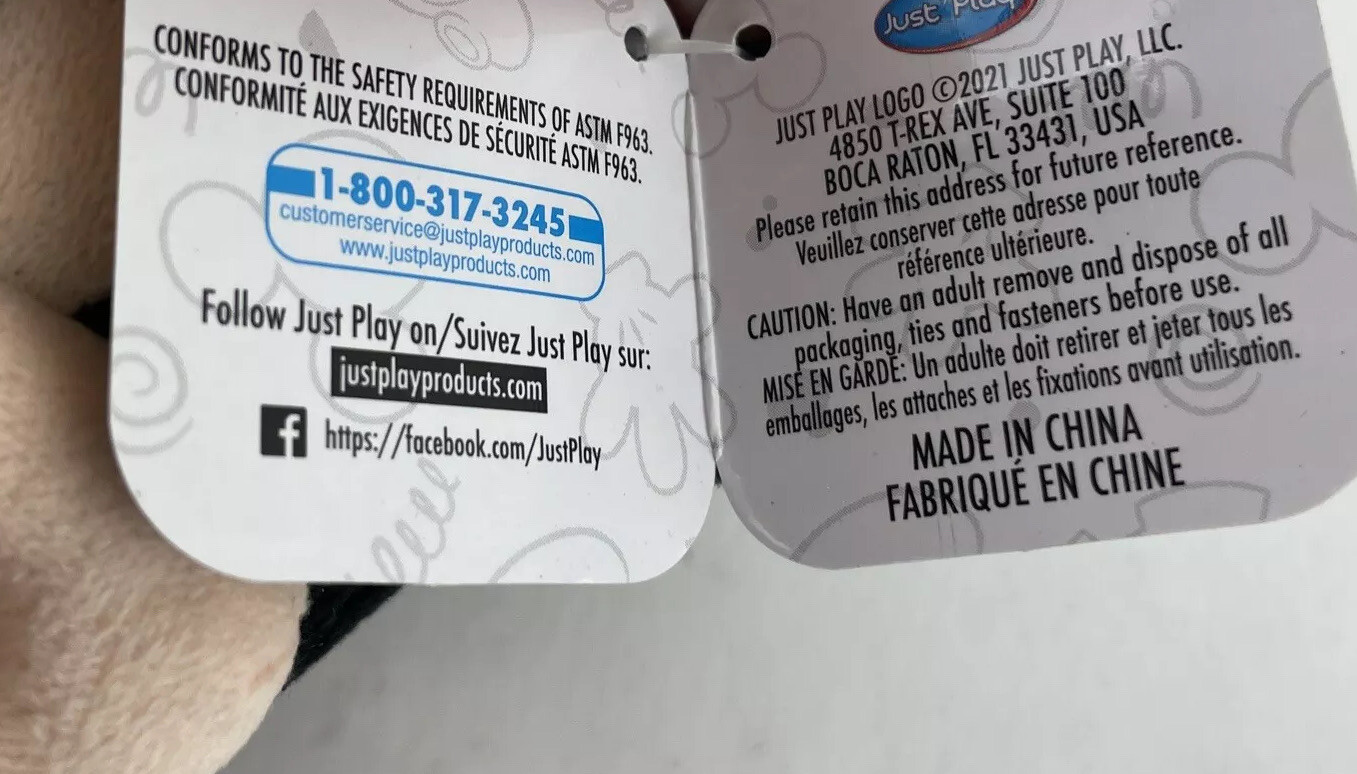 CONFORMS TO THE SAFETY REQUIREMENTS OF ASTM F963.
CONFORMITÉ AUX EXIGENCES DE SÉCURITÉ ASTM F963.
1-800-317-3245
customerservice@justplayproducts.com
www.justplayproducts.com
Follow Just Play on/Suivez Just Play sur:
justplayproducts.com
f https://facebook.com/JustPlay
Just Play
JUST PLAY LOGO ©2021 JUST PLAY, LLC.
4850 T-REX AVE, SUITE 100
BOCA RATON, FL 33431, USA
Please retain this address for future reference.
Veuillez conserver cette adresse pour toute
référence ultérieure.
CAUTION: Have an adult remove and dispose of all
packaging, ties and fasteners before use.
MISE EN GARDE: Un adulte doit retirer et jeter tous les
emballages, les attaches et les fixations avant utilisation.
MADE IN CHINA
FABRIQUÉ EN CHINE